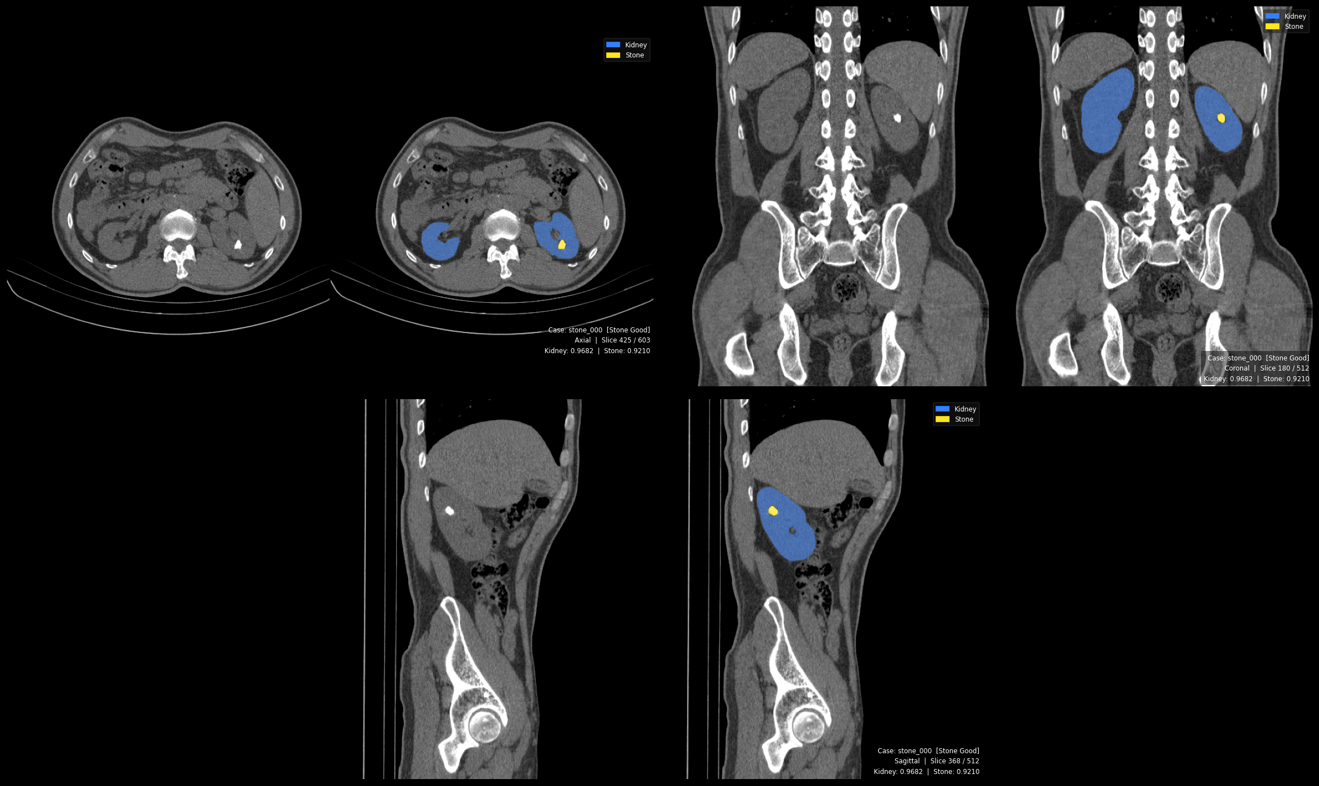 Kidney
Stone
Case: stone_000 [Stone Good]
Axial | Slice 425 / 603
Kidney: 0.9682 | Stone: 0.9210
Kidney
Stone
Case: stone_000 [Stone Good]
Coronal | Slice 180 / 512
Kidney: 0.9682 | Stone: 0.9210
Kidney
Stone
Case: stone_000 [Stone Good]
Sagittal | Slice 368 / 512
Kidney: 0.9682 | Stone: 0.9210